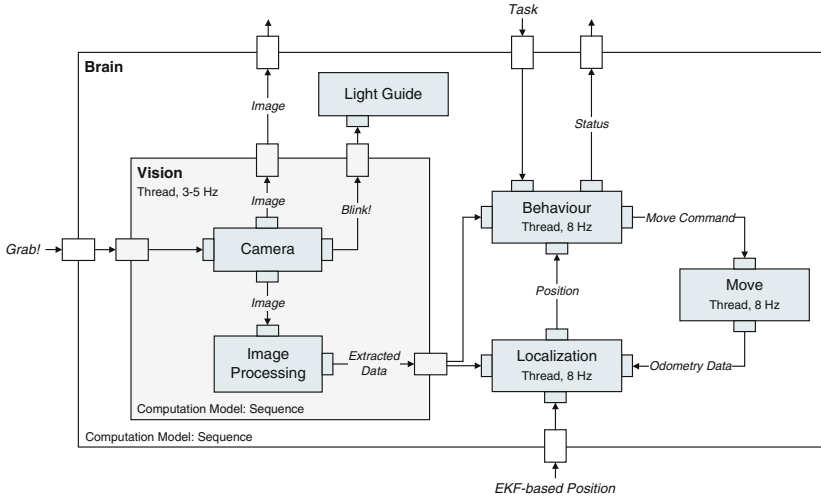 Task
Brain
Light Guide
Image
Status
Vision
Thread, 3-5 Hz
Image
Blink!
Behaviour
Thread, 8 Hz
Move Command
Grab!
Camera
Move
Thread, 8 Hz
Image
Position
Image
Processing
Extracted
Data
Localization
Thread, 8 Hz
Odometry Data
Computation Model: Sequence
Computation Model: Sequence
EKF-based Position